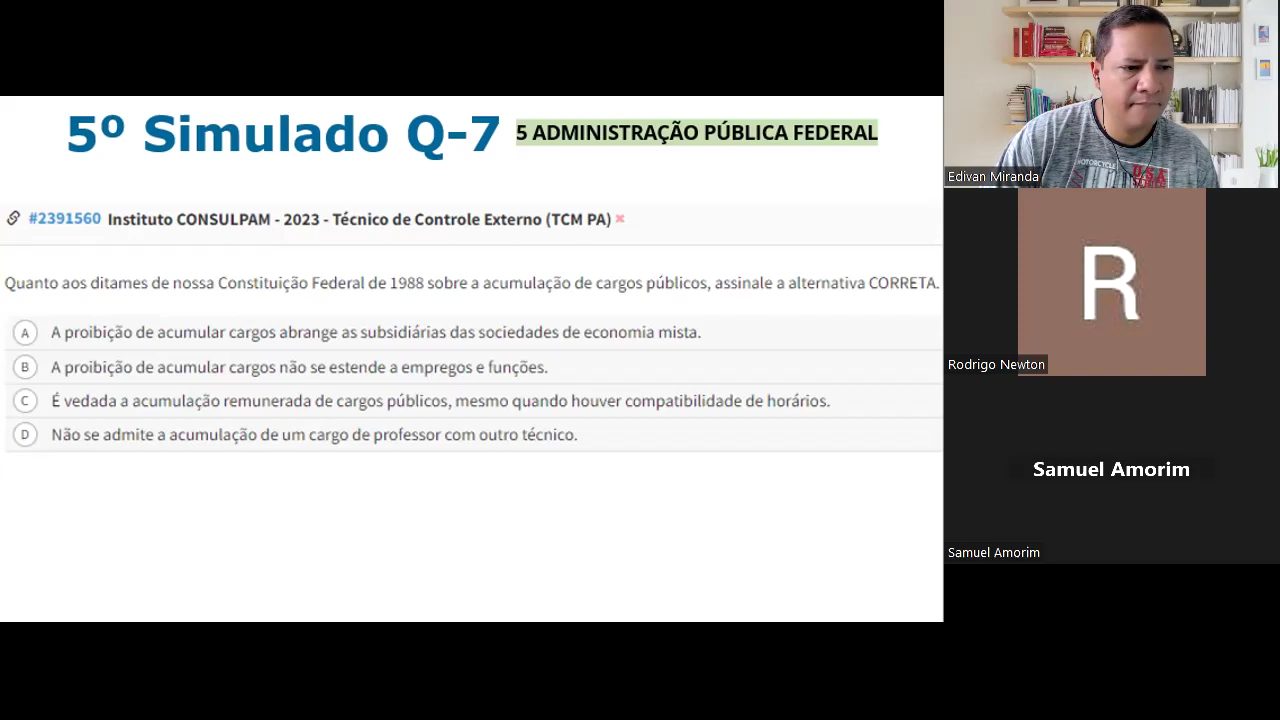 5º Simulado Q-7
5 ADMINISTRAÇÃO PÚBLICA FEDERAL
#2391560 Instituto CONSULPAM - 2023 - Técnico de Controle Externo (TCM PA)
Quanto aos ditames de nossa Constituição Federal de 1988 sobre a acumulação de cargos públicos, assinale a alternativa CORRETA.
A A proibição de acumular cargos abrange as subsidiárias das sociedades de economia mista.
B A proibição de acumular cargos não se estende a empregos e funções.
C É vedada a acumulação remunerada de cargos públicos, mesmo quando houver compatibilidade de horários.
D Não se admite a acumulação de um cargo de professor com outro técnico.
Edivan Miranda
R
Rodrigo Newton
Samuel Amorim
Samuel Amorim